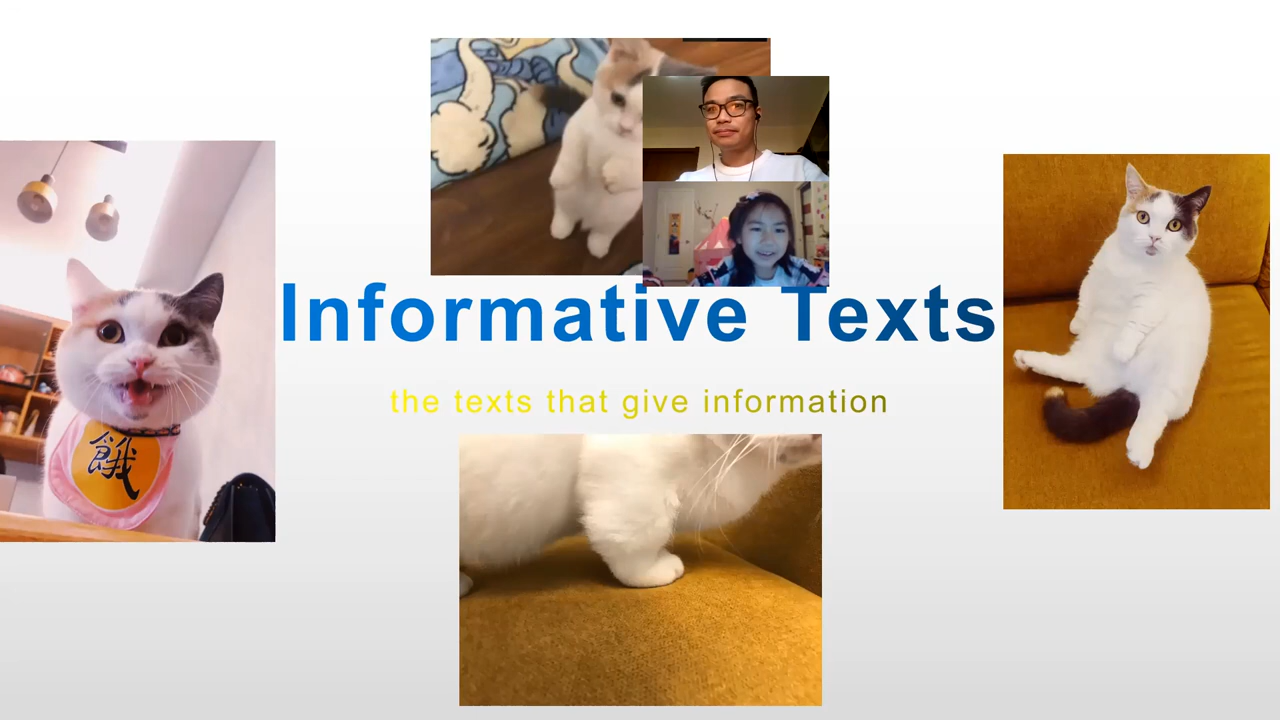 Informative Texts
the texts that give information
餓